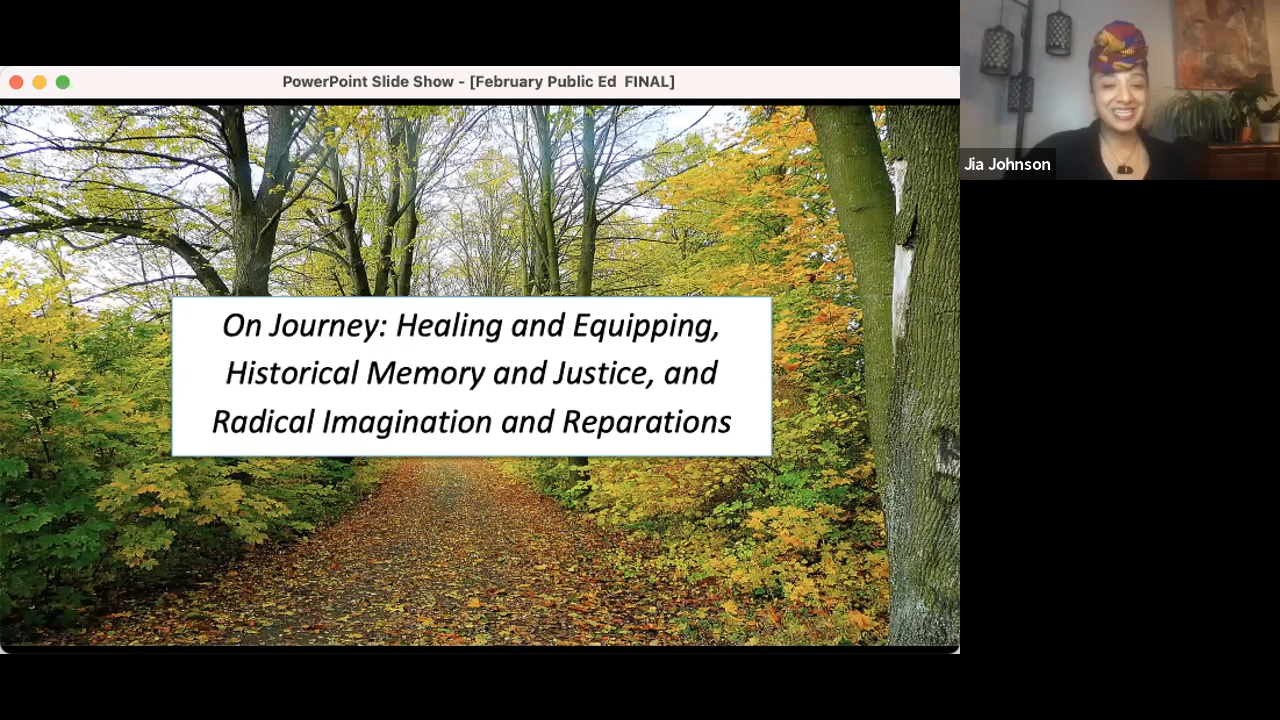 PowerPoint Slide Show - [February Public Ed  FINAL]
Jia Johnson
On Journey: Healing and Equipping,
Historical Memory and Justice, and
Radical Imagination and Reparations